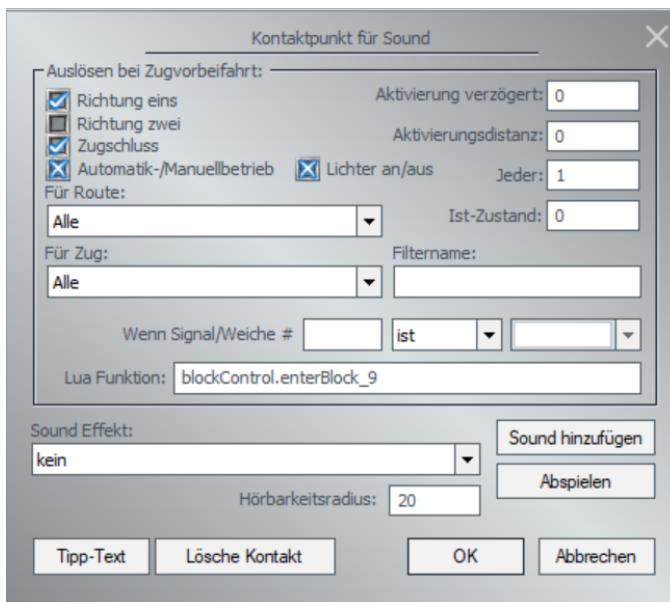 Kontaktpunkt für Sound
Auslösen bei Zugvorbeifahrt:
Richtung eins
Aktivierung verzögert: 0
Richtung zwei
Zugschluss
Aktivierungsdistanz: 0
Automatik-/Manuellbetrieb Lichter an/aus
Jeder: 1
Für Route:
Alle
Ist-Zustand: 0
Für Zug:
Filtername:
Alle
Wenn Signal/Weiche # ist
Lua Funktion: blockControl.enterBlock_9
Sound Effekt:
Sound hinzufügen
kein
Abspielen
Hörbarkeitsradius: 20
Tipp-Text Lösche Kontakt OK Abbrechen